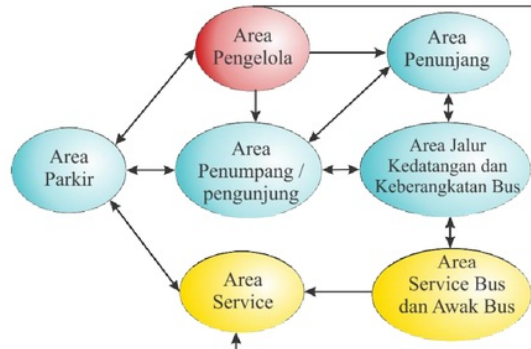 Area
Pengelola
Area
Penunjang
Area
Parkir
Area
Penumpang /
pengunjung
Area Jalur
Kedatangan dan
Keberangkatan Bus
Area
Service
Area
Service Bus
dan Awak Bus